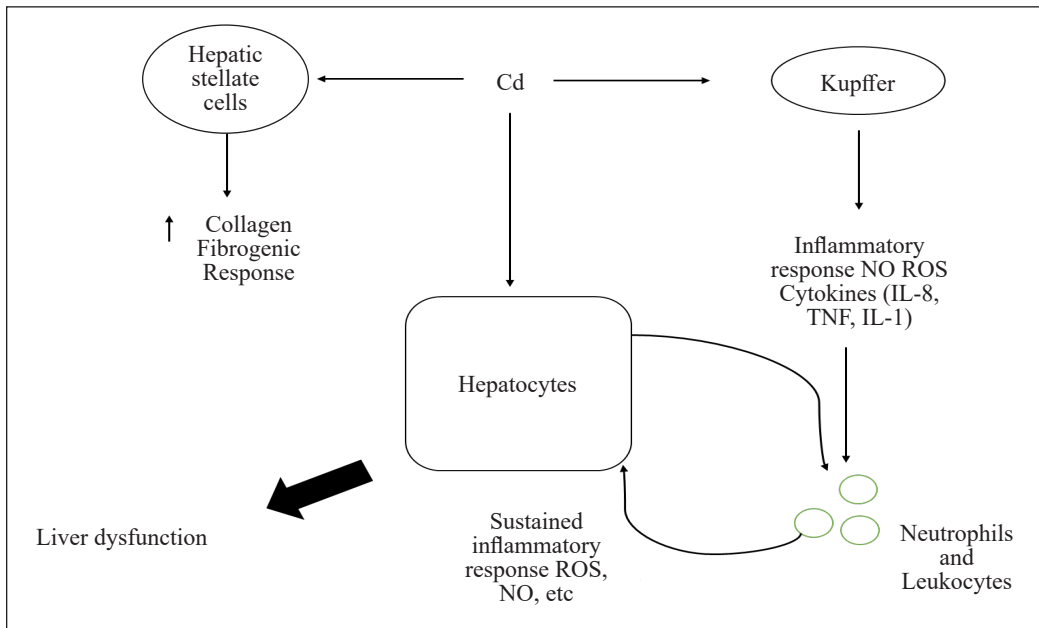 Hepatic
stellate
cells
Cd
Kupffer
Collagen
Fibrogenic
Response
Inflammatory
response NO ROS
Cytokines (IL-8,
TNF, IL-1)
Hepatocytes
Liver dysfunction
Sustained
inflammatory
response ROS,
NO, etc
Neutrophils
and
Leukocytes